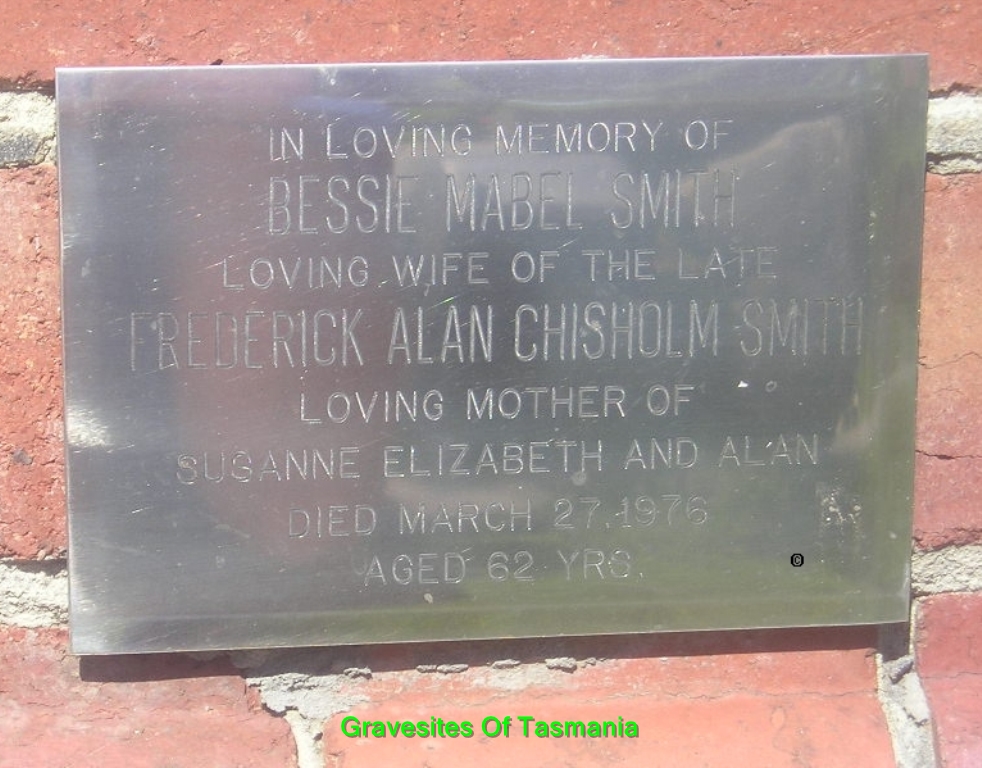 IN LOVING MEMORY OF
BESSIE MABEL SMITH
LOVING WIFE OF THE LATE
FREDERICK ALAN CHISHOLM SMITH
LOVING MOTHER OF
SUSANNE ELIZABETH AND ALAN
DIED MARCH 27, 1976
AGED 62 YRS.
©
Gravesites Of Tasmania